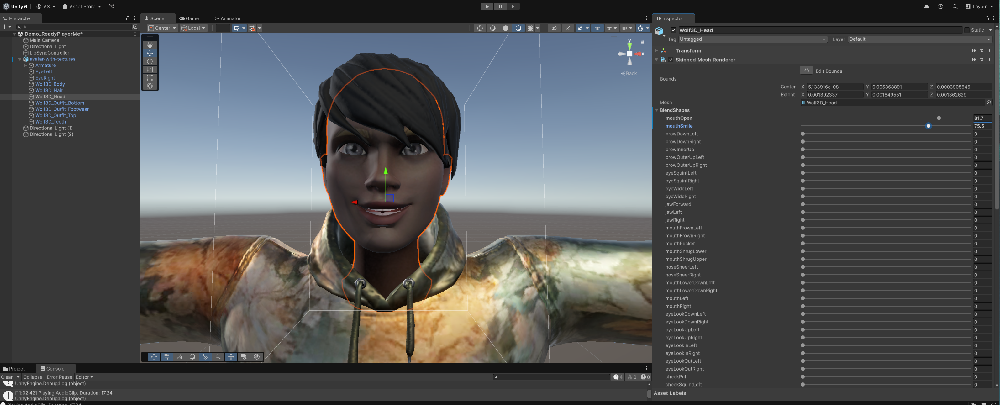 Unity 6 AS Asset Store Layout
Hierarchy
All
Demo_ReadyPlayerMe*
Main Camera
Directional Light
LipSyncController
avatar-with-textures
Armature
EyeLeft
EyeRight
Wolf3D_Body
Wolf3D_Hair
Wolf3D_Head
Wolf3D_Outfit_Bottom
Wolf3D_Outfit_Footwear
Wolf3D_Outfit_Top
Wolf3D_Teeth
Directional Light (1)
Directional Light (2)
Scene Game Animator
Center Local 1
y
x
< Back
Inspector
Wolf3D_Head Static
Tag Untagged Layer Default
Transform
Skinned Mesh Renderer
Edit Bounds
Bounds
Center X 5.133916e-08 Y 0.005368891 Z 0.0003905545
Extent X 0.001392337 Y 0.001849551 Z 0.001362629
Mesh Wolf3D_Head
BlendShapes
mouthOpen 81.7
mouthSmile 75.5
browDownLeft 0
browDownRight 0
browInnerUp 0
browOuterUpLeft 0
browOuterUpRight 0
eyeSquintLeft 0
eyeSquintRight 0
eyeWideLeft 0
eyeWideRight 0
jawForward 0
jawLeft 0
jawRight 0
mouthFrownLeft 0
mouthFrownRight 0
mouthPucker 0
mouthShrugLower 0
mouthShrugUpper 0
noseSneerLeft 0
noseSneerRight 0
mouthLowerDownLeft 0
mouthLowerDownRight 0
mouthLeft 0
mouthRight 0
eyeLookDownLeft 0
eyeLookDownRight 0
eyeLookUpLeft 0
eyeLookUpRight 0
eyeLookInLeft 0
eyeLookInRight 0
eyeLookOutLeft 0
eyeLookOutRight 0
cheekPuff 0
cheekSquintLeft 0
Asset Labels
Project Console
Clear Collapse Error Pause Editor 4 0 0
UnityEngine.Debug:Log (object)
[11:02:42] Playing AudioClip. Duration: 17.24
UnityEngine.Debug:Log (object)
Playing AudioClip. Duration: 17.24